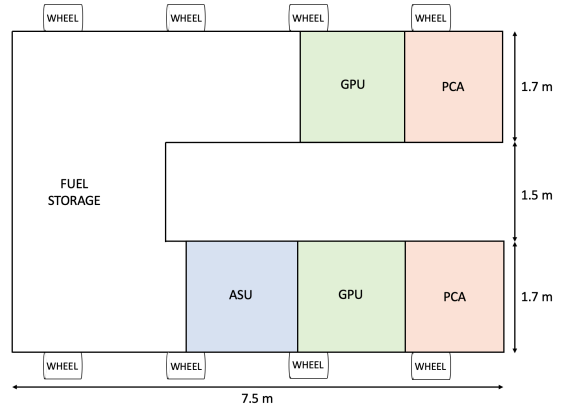 WHEEL
WHEEL
WHEEL
WHEEL
GPU
PCA
1.7 m
FUEL
STORAGE
1.5 m
ASU
GPU
PCA
1.7 m
WHEEL
WHEEL
WHEEL
WHEEL
7.5 m